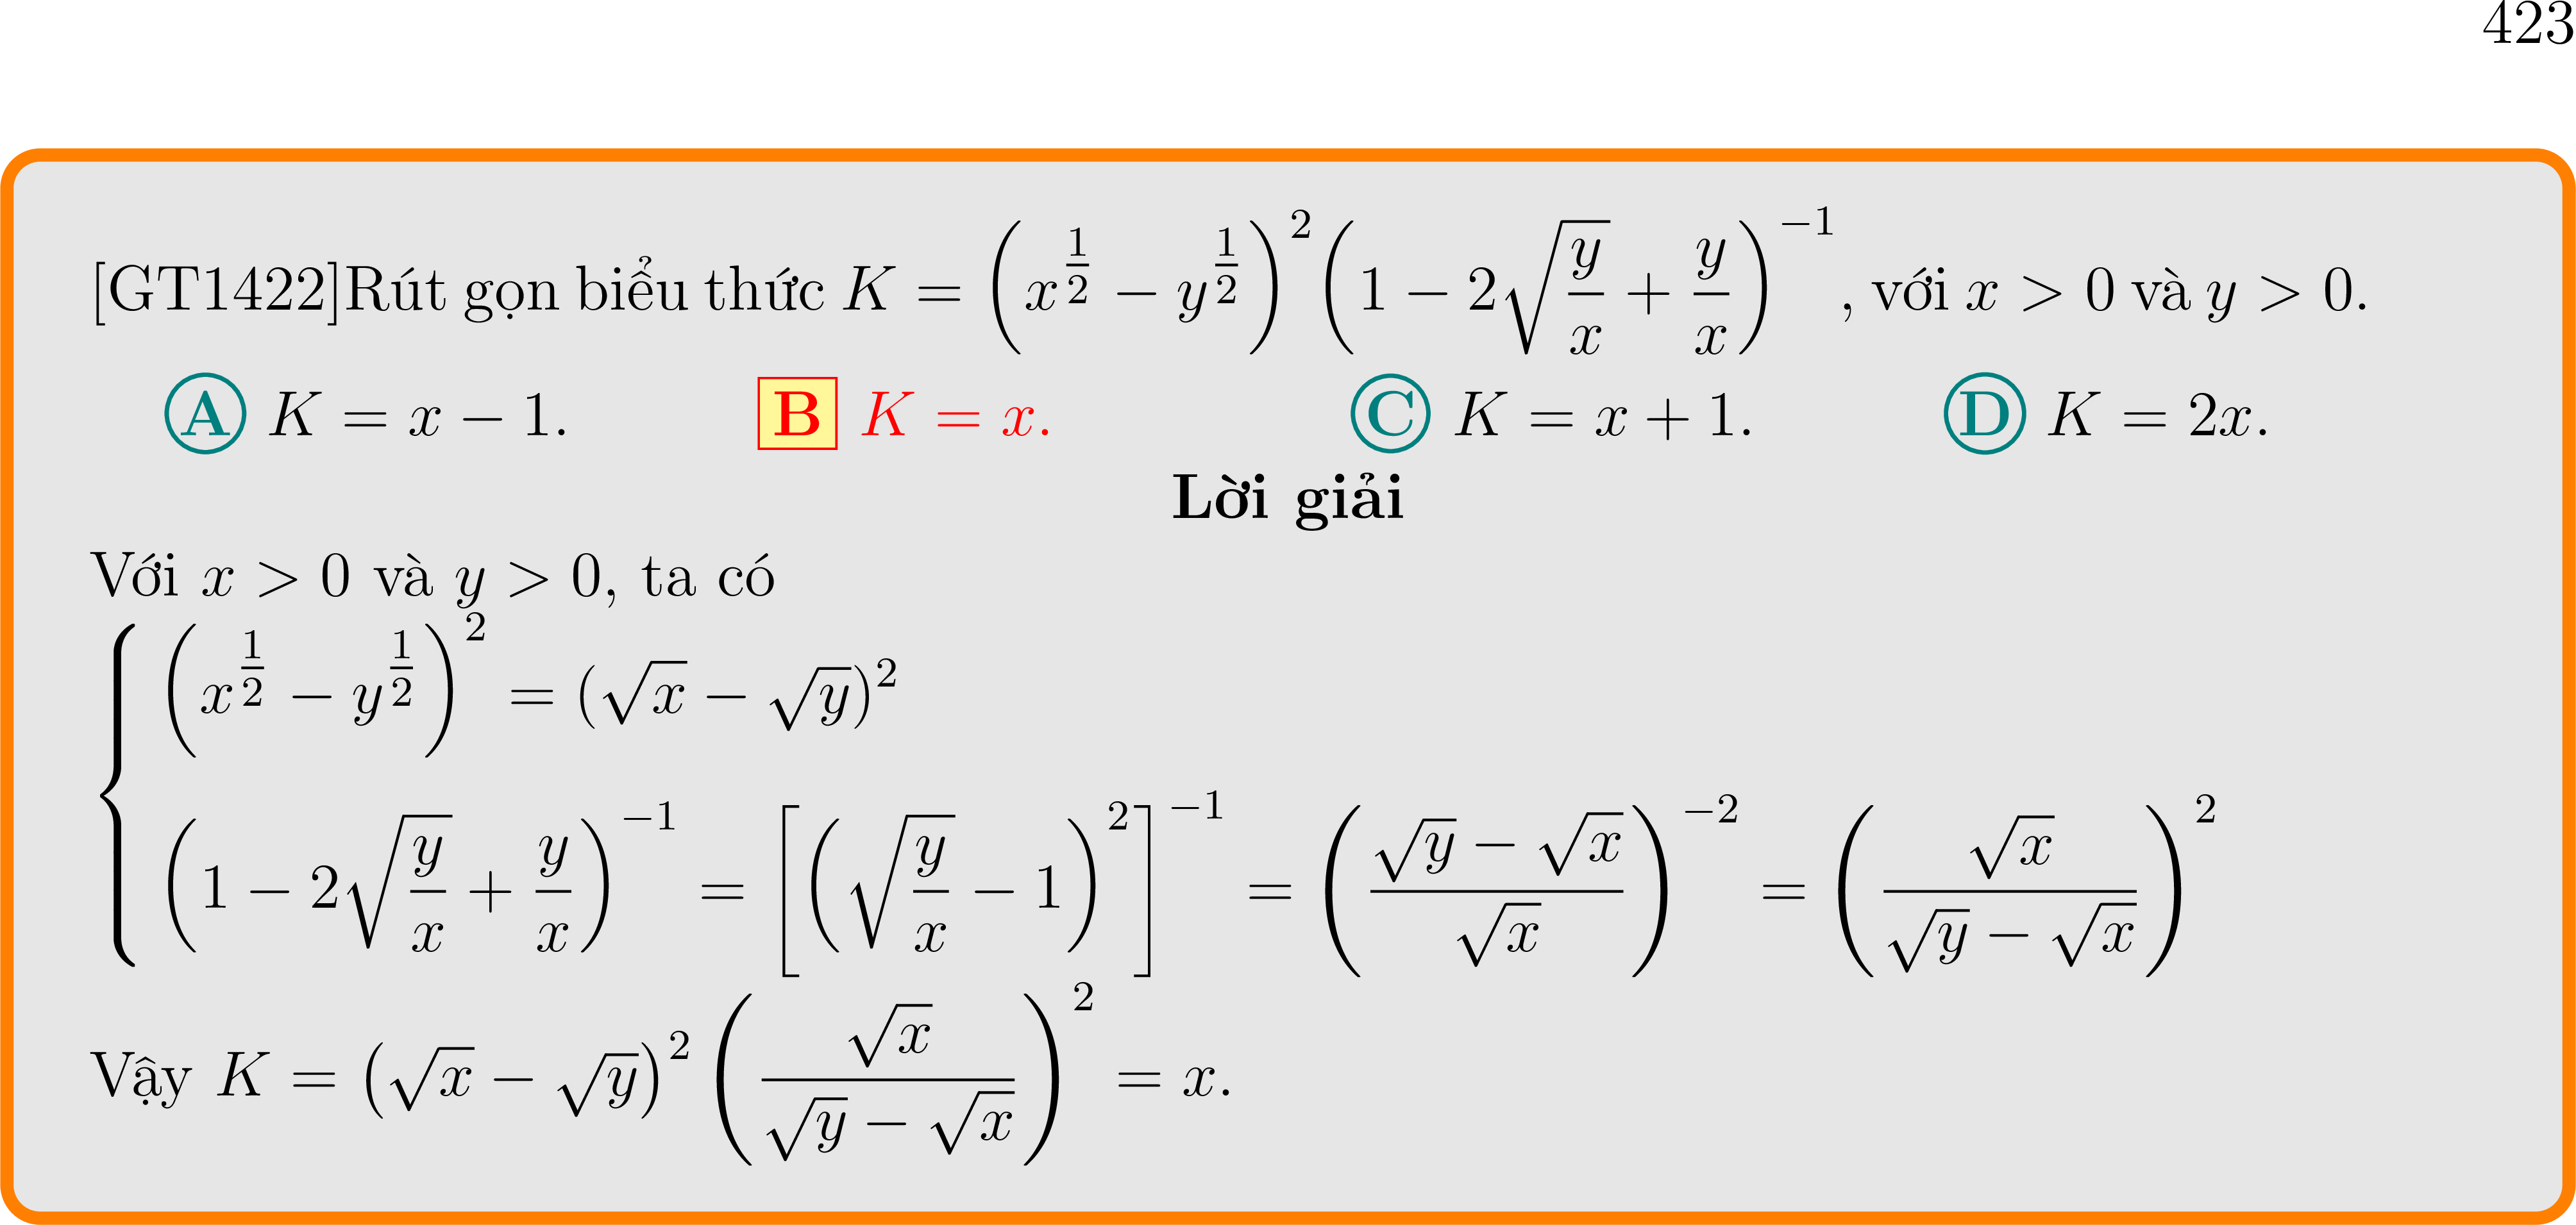 423
[GT1422]Rút gọn biểu thức $K = \left(x^{\frac{1}{2}} - y^{\frac{1}{2}}\right)^2 \left(1 - 2\sqrt{\frac{y}{x}} + \frac{y}{x}\right)^{-1}$, với $x > 0$ và $y > 0$.
A $K = x - 1$. B $K = x$. C $K = x + 1$. D $K = 2x$.
Lời giải
Với $x > 0$ và $y > 0$, ta có
$\left(x^{\frac{1}{2}} - y^{\frac{1}{2}}\right)^2 = (\sqrt{x} - \sqrt{y})^2$
$\left(1 - 2\sqrt{\frac{y}{x}} + \frac{y}{x}\right)^{-1} = \left[\left(\sqrt{\frac{y}{x}} - 1\right)^2\right]^{-1} = \left(\frac{\sqrt{y} - \sqrt{x}}{\sqrt{x}}\right)^{-2} = \left(\frac{\sqrt{x}}{\sqrt{y} - \sqrt{x}}\right)^2$
Vậy $K = (\sqrt{x} - \sqrt{y})^2 \left(\frac{\sqrt{x}}{\sqrt{y} - \sqrt{x}}\right)^2 = x$.